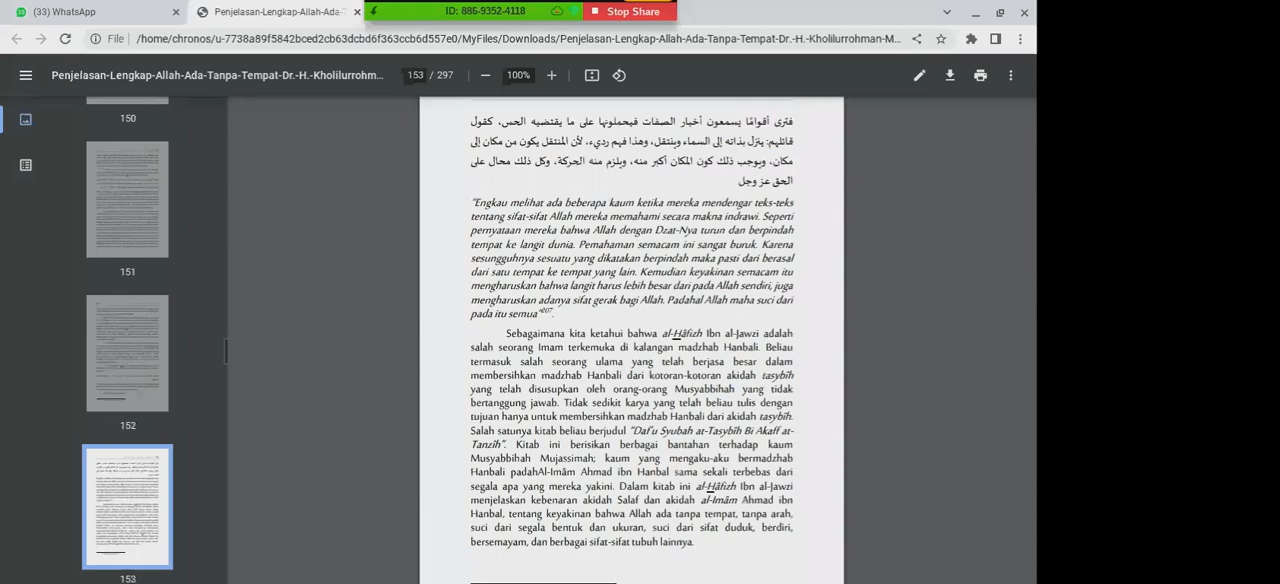 (33) WhatsApp
Penjelasan-Lengkap-Allah-Ada-T
ID: 886-9352-4118
Stop Share
File
/home/chronos/u-7738a89f5842bced2cb63dcbd6f363ccb6d557e0/MyFiles/Downloads/Penjelasan-Lengkap-Allah-Ada-Tanpa-Tempat-Dr.-H.-Kholilurrohman-M...
Penjelasan-Lengkap-Allah-Ada-Tanpa-Tempat-Dr.-H.-Kholilurrohm...
153 / 297
100%
150
151
152
153
فترى أقوامًا يسمعون أخبار الصفات فيحملونها على ما يقتضيه الحس، كقول
قائلهم: ينزل بذاته إلى السماء وينتقل، وهذا فهم رديء، لأن المنتقل يكون من مكان إلى
مكان، ويوجب ذلك كون المكان أكبر منه، ويلزم منه الحركة، وكل ذلك محال على
الحق عز وجل
"Engkau melihat ada beberapa kaum ketika mereka mendengar teks-teks
tentang sifat-sifat Allah mereka memahami secara makna indrawi. Seperti
pernyataan mereka bahwa Allah dengan Dzat-Nya turun dan berpindah
tempat ke langit dunia. Pemahaman semacam ini sangat buruk. Karena
sesungguhnya sesuatu yang dikatakan berpindah maka pasti dari berasal
dari satu tempat ke tempat yang lain. Kemudian keyakinan semacam itu
mengharuskan bahwa langit harus lebih besar dari pada Allah sendiri, juga
mengharuskan adanya sifat gerak bagi Allah. Padahal Allah maha suci dari
pada itu semua"207.
Sebagaimana kita ketahui bahwa al-Hâfizh Ibn al-Jawzi adalah
salah seorang Imam terkemuka di kalangan madzhab Hanbali. Beliau
termasuk salah seorang ulama yang telah berjasa besar dalam
membersihkan madzhab Hanbali dari kotoran-kotoran akidah tasybîh
yang telah disusupkan oleh orang-orang Musyabbihah yang tidak
bertanggung jawab. Tidak sedikit karya yang telah beliau tulis dengan
tujuan hanya untuk membersihkan madzhab Hanbali dari akidah tasybîh.
Salah satunya kitab beliau berjudul "Daf'u Syubah at-Tasybîh Bi Akaff at-
Tanzîh". Kitab ini berisikan berbagai bantahan terhadap kaum
Musyabbihah Mujassimah; kaum yang mengaku-aku bermadzhab
Hanbali padahAl-Imâm Ahmad ibn Hanbal sama sekali terbebas dari
segala apa yang mereka yakini. Dalam kitab ini al-Hâfizh Ibn al-Jawzi
menjelaskan kebenaran akidah Salaf dan akidah al-Imâm Ahmad ibn
Hanbal, tentang keyakinan bahwa Allah ada tanpa tempat, tanpa arah,
suci dari segala bentuk dan ukuran, suci dari sifat duduk, berdiri,
bersemayam, dan berbagai sifat-sifat tubuh lainnya.